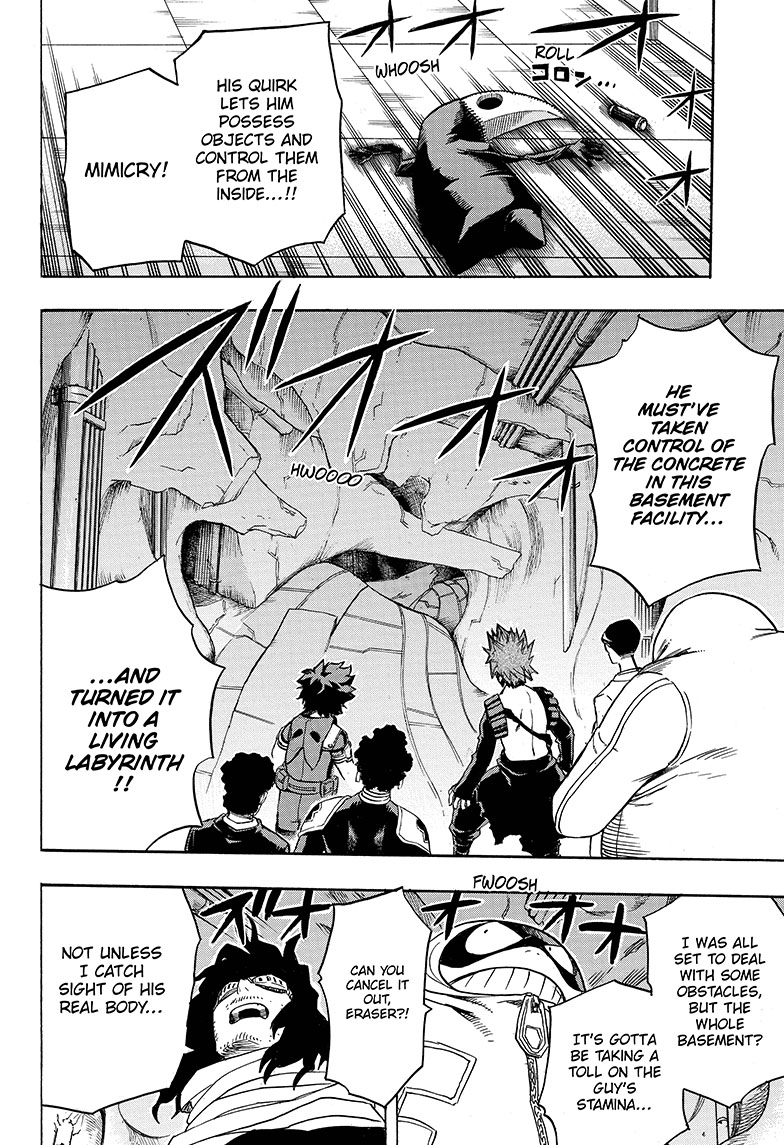 ROLL
コローン...
WHOOSH
HIS QUIRK
LETS HIM
POSSESS
OBJECTS AND
CONTROL THEM
FROM THE
INSIDE...!!
MIMICRY!
HE
MUST'VE
TAKEN
CONTROL OF
THE CONCRETE
IN THIS
BASEMENT
FACILITY...
HWOOOO
...AND
TURNED IT
INTO A
LIVING
LABYRINTH
!!
FWOOSH
I WAS ALL
SET TO DEAL
WITH SOME
OBSTACLES,
BUT THE
WHOLE
BASEMENT?
IT'S GOTTA
BE TAKING A
TOLL ON THE
GUY'S
STAMINA...
CAN YOU
CANCEL IT
OUT,
ERASER?!
NOT UNLESS
I CATCH
SIGHT OF HIS
REAL BODY...